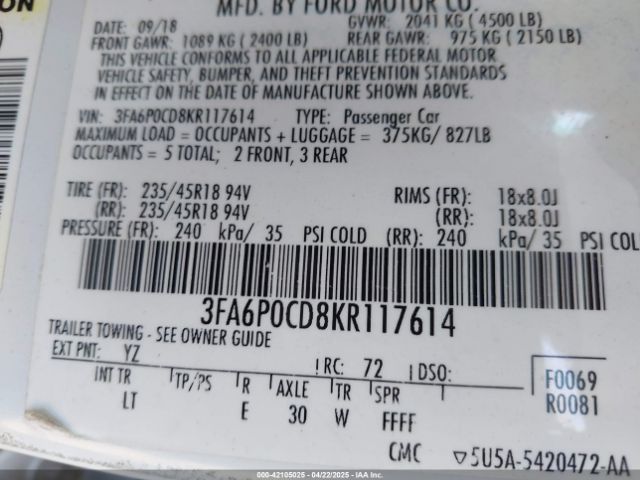 ON
MFD. BY FORD MOTOR CO.
DATE: 09/18 GVWR: 2041 KG ( 4500 LB)
FRONT GAWR: 1089 KG ( 2400 LB) REAR GAWR: 975 KG ( 2150 LB)
THIS VEHICLE CONFORMS TO ALL APPLICABLE FEDERAL MOTOR
VEHICLE SAFETY, BUMPER, AND THEFT PREVENTION STANDARDS
IN EFFECT ON THE DATE OF MANUFACTURE SHOWN ABOVE.
VIN: 3FA6P0CD8KR117614 TYPE: Passenger Car
MAXIMUM LOAD = OCCUPANTS + LUGGAGE = 375KG/ 827LB
OCCUPANTS = 5 TOTAL; 2 FRONT, 3 REAR
TIRE (FR): 235/45R18 94V RIMS (FR): 18x8.0J
(RR): 235/45R18 94V (RR): 18x8.0J
PRESSURE (FR): 240 kPa/ 35 PSI COLD (RR): 240 kPa/ 35 PSI COL
3FA6P0CD8KR117614
TRAILER TOWING - SEE OWNER GUIDE
EXT PNT: YZ RC: 72 DSO: F0069
INT TR TP/PS R AXLE TR SPR R0081
LT E 30 W FFFF
CMC 5U5A-5420472-AA
000-42105025 - 04/22/2025 - IAAI.COM